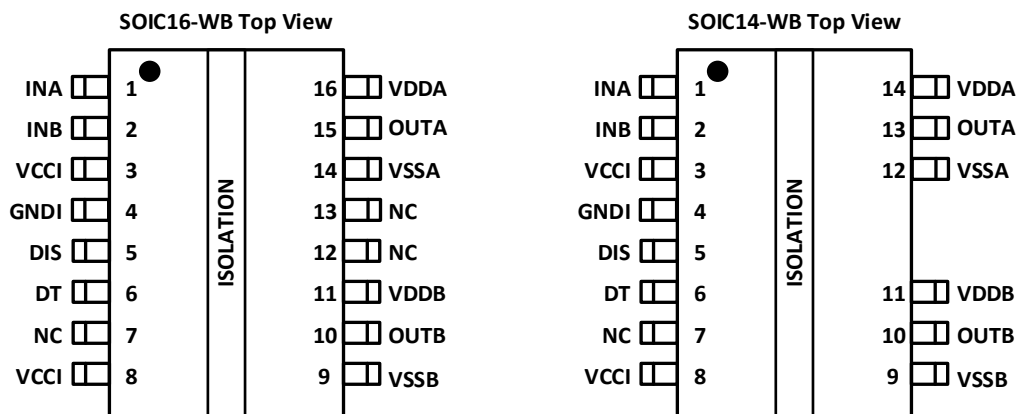 SOIC16-WB Top View
INA 1 16 VDDA
INB 2 15 OUTA
VCCI 3 14 VSSA
GNDI 4 13 NC
DIS 5 12 NC
DT 6 11 VDDB
NC 7 10 OUTB
VCCI 8 9 VSSB
ISOLATION
SOIC14-WB Top View
INA 1 14 VDDA
INB 2 13 OUTA
VCCI 3 12 VSSA
GNDI 4
DIS 5
DT 6 11 VDDB
NC 7 10 OUTB
VCCI 8 9 VSSB
ISOLATION